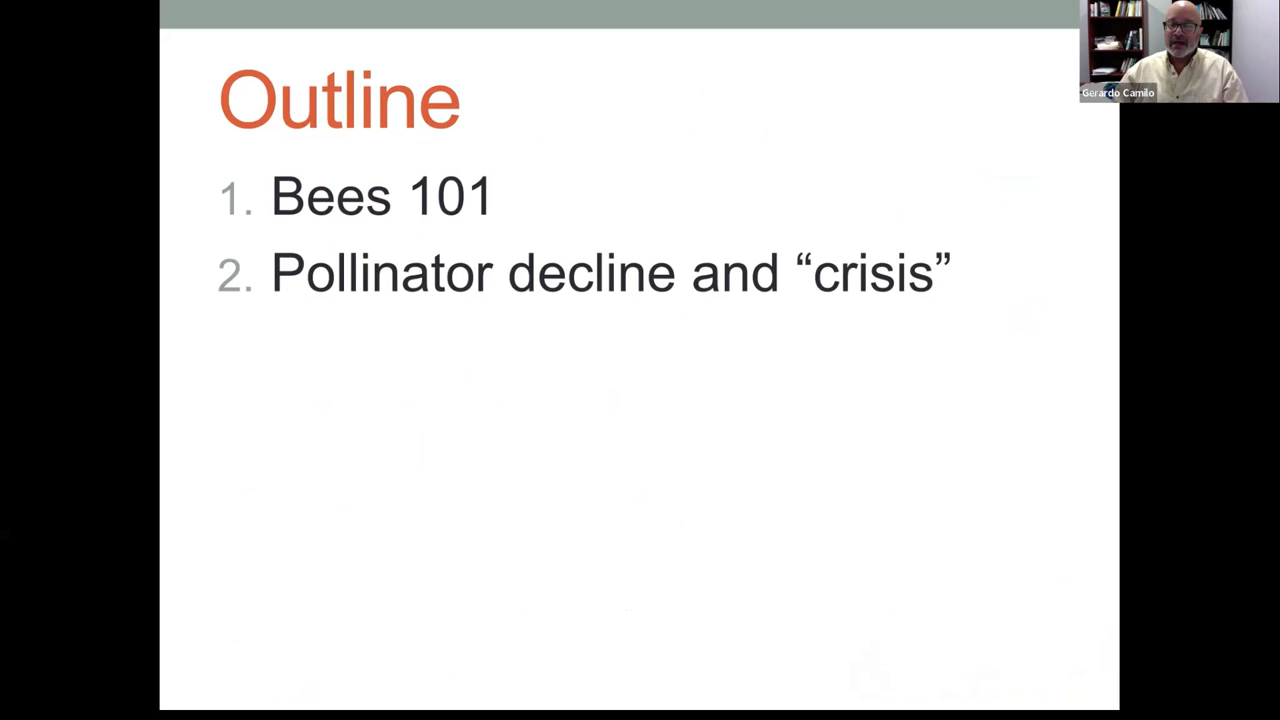 Outline
1. Bees 101
2. Pollinator decline and “crisis”
Gerardo Camilo